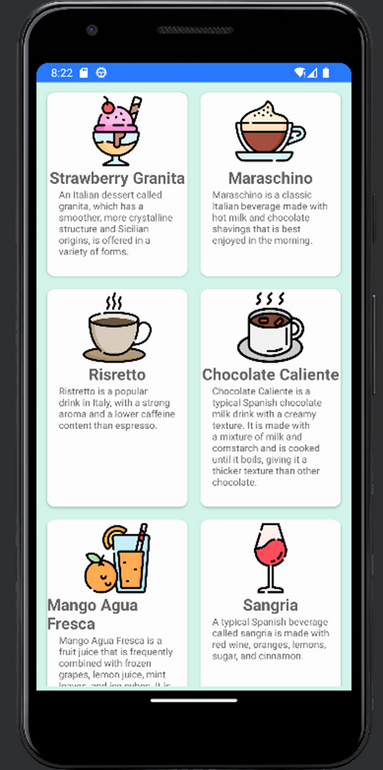 8:22
Strawberry Granita
An Italian dessert called
granita, which has a
smoother, more crystalline
structure and Sicilian
origins, is offered in a
variety of forms.
Maraschino
Maraschino is a classic
Italian beverage made with
hot milk and chocolate
shavings that is best
enjoyed in the morning.
Risretto
Ristretto is a popular
drink in Italy, with a strong
aroma and a lower caffeine
content than espresso.
Chocolate Caliente
Chocolate Caliente is a
typical Spanish chocolate
milk drink with a creamy
texture. It is made with
a mixture of milk and
cornstarch and is cooked
until it boils, giving it a
thicker texture than other
chocolate.
Mango Agua
Fresca
Mango Agua Fresca is a
fruit juice that is frequently
combined with frozen
grapes, lemon juice, mint
leaves, and ice cubes. It is
Sangria
A typical Spanish beverage
called sangria is made with
red wine, oranges, lemons,
sugar, and cinnamon.